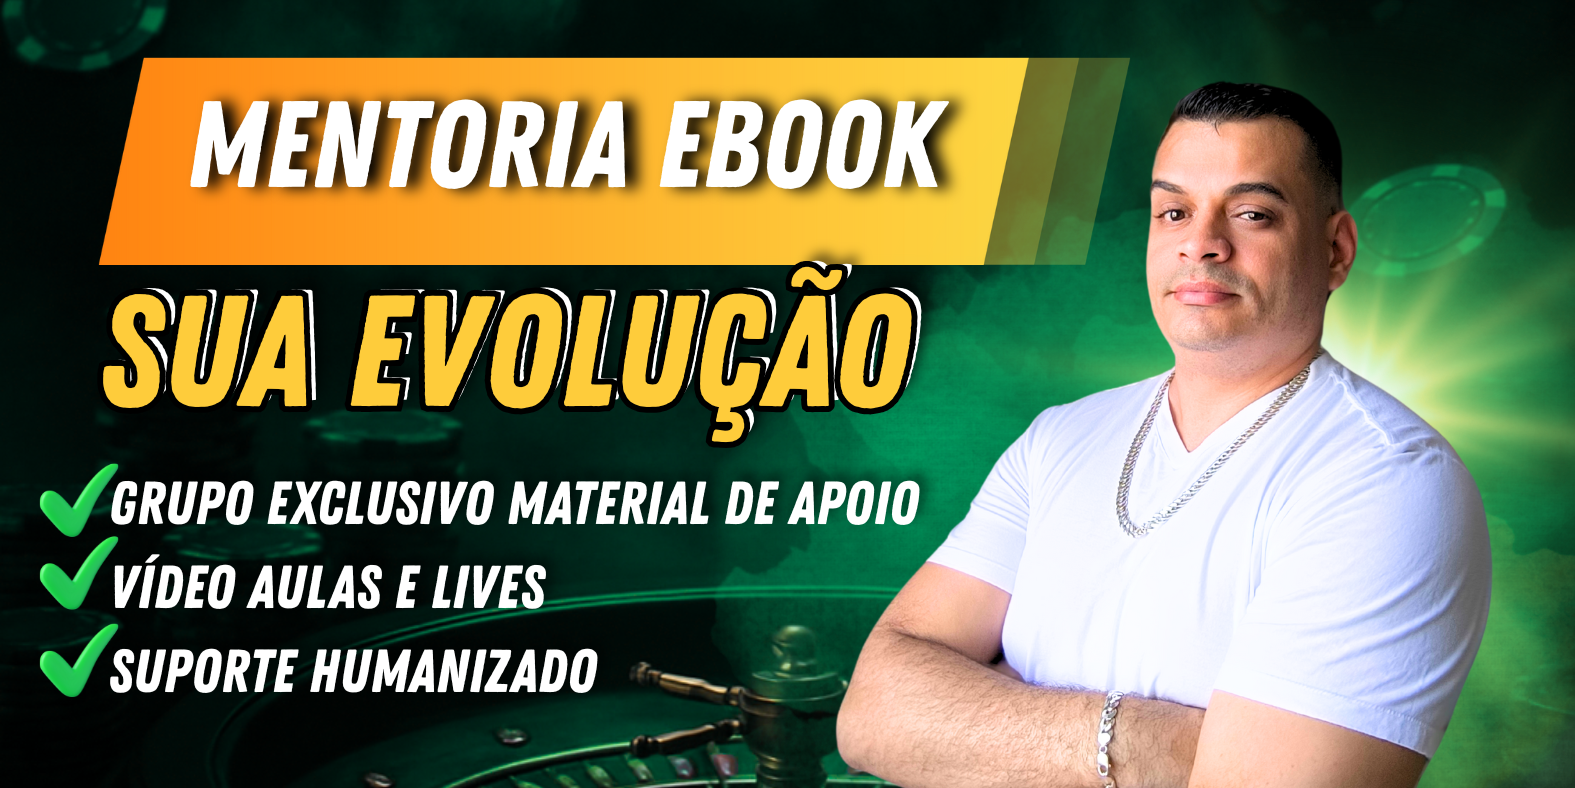 MENTORIA EBOOK
SUA EVOLUÇÃO
GRUPO EXCLUSIVO MATERIAL DE APOIO
VÍDEO AULAS E LIVES
SUPORTE HUMANIZADO